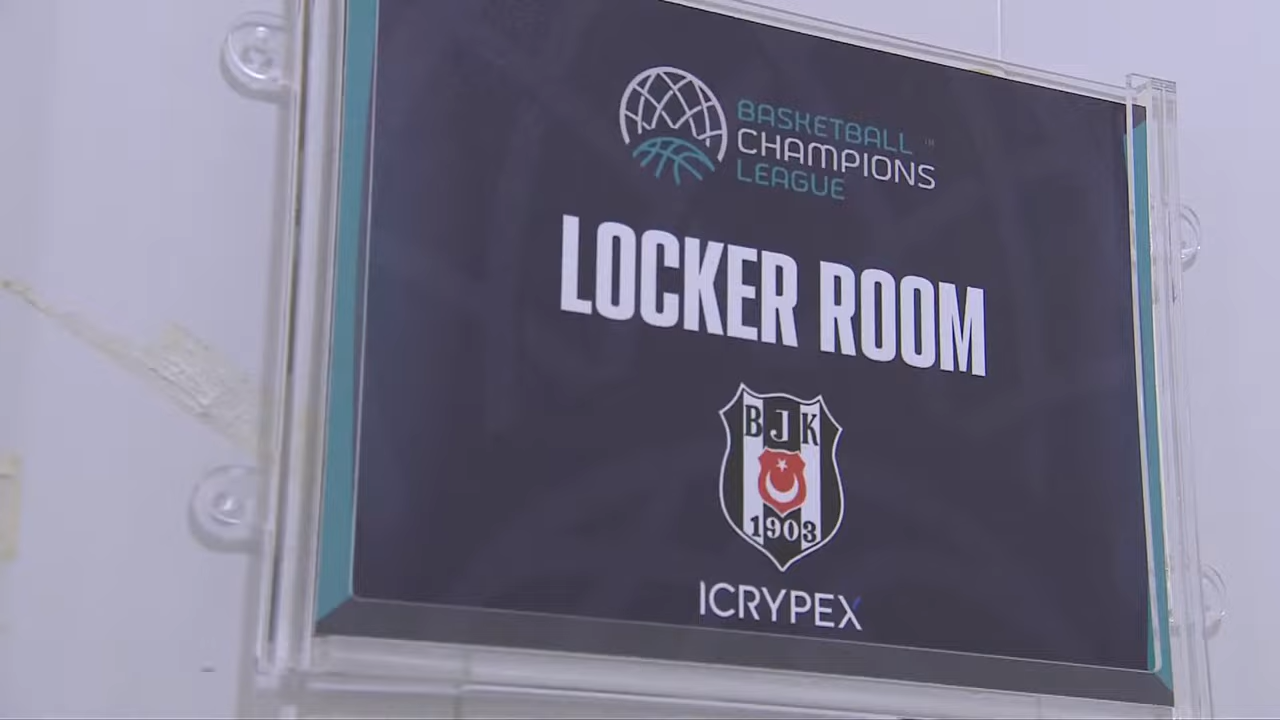 BASKETBALL
CHAMPIONS
LEAGUE
LOCKER ROOM
BJK
1903
ICRYPEX